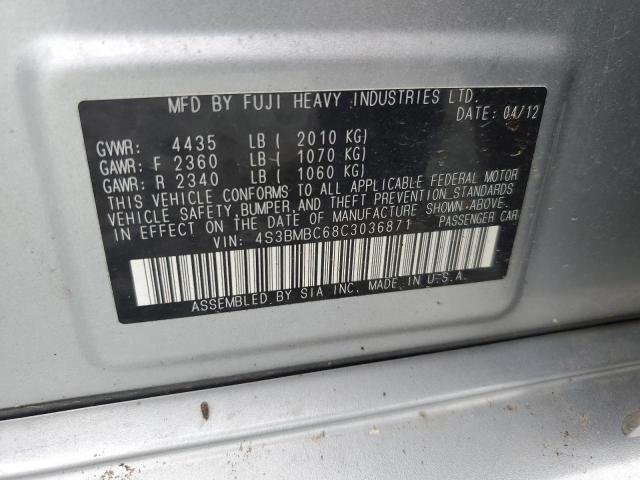 MFD BY FUJI HEAVY INDUSTRIES LTD.
DATE: 04/12
GVWR: 4435 LB ( 2010 KG)
GAWR: F 2360 LB ( 1070 KG)
GAWR: R 2340 LB ( 1060 KG)
THIS VEHICLE CONFORMS TO ALL APPLICABLE FEDERAL MOTOR
VEHICLE SAFETY, BUMPER, AND THEFT PREVENTION STANDARDS
IN EFFECT ON THE DATE OF MANUFACTURE SHOWN ABOVE.
VIN: 4S3BMBC68C3036871 PASSENGER CAR
ASSEMBLED BY SIA INC. MADE IN U.S.A.